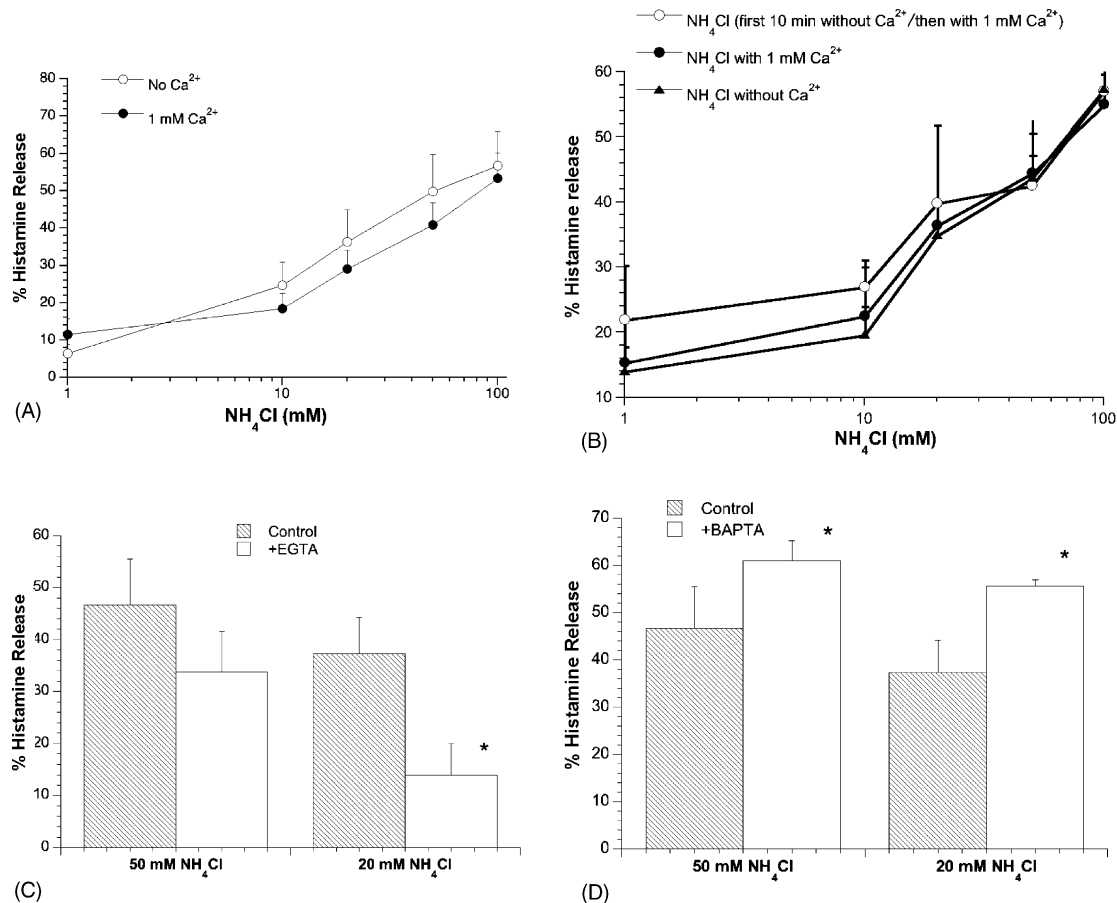 No Ca²⁺
1 mM Ca²⁺
% Histamine Release
80
70
60
50
40
30
20
10
0
1
10
100
NH₄Cl (mM)
(A)
NH₄Cl (first 10 min without Ca²⁺/then with 1 mM Ca²⁺)
NH₄Cl with 1 mM Ca²⁺
NH₄Cl without Ca²⁺
% Histamine release
60
50
40
30
20
10
1
10
100
NH₄Cl (mM)
(B)
Control
+EGTA
% Histamine Release
60
50
40
30
20
10
0
*
50 mM NH₄Cl
20 mM NH₄Cl
(C)
Control
+BAPTA
% Histamine Release
70
60
50
40
30
20
10
0
*
*
50 mM NH₄Cl
20 mM NH₄Cl
(D)